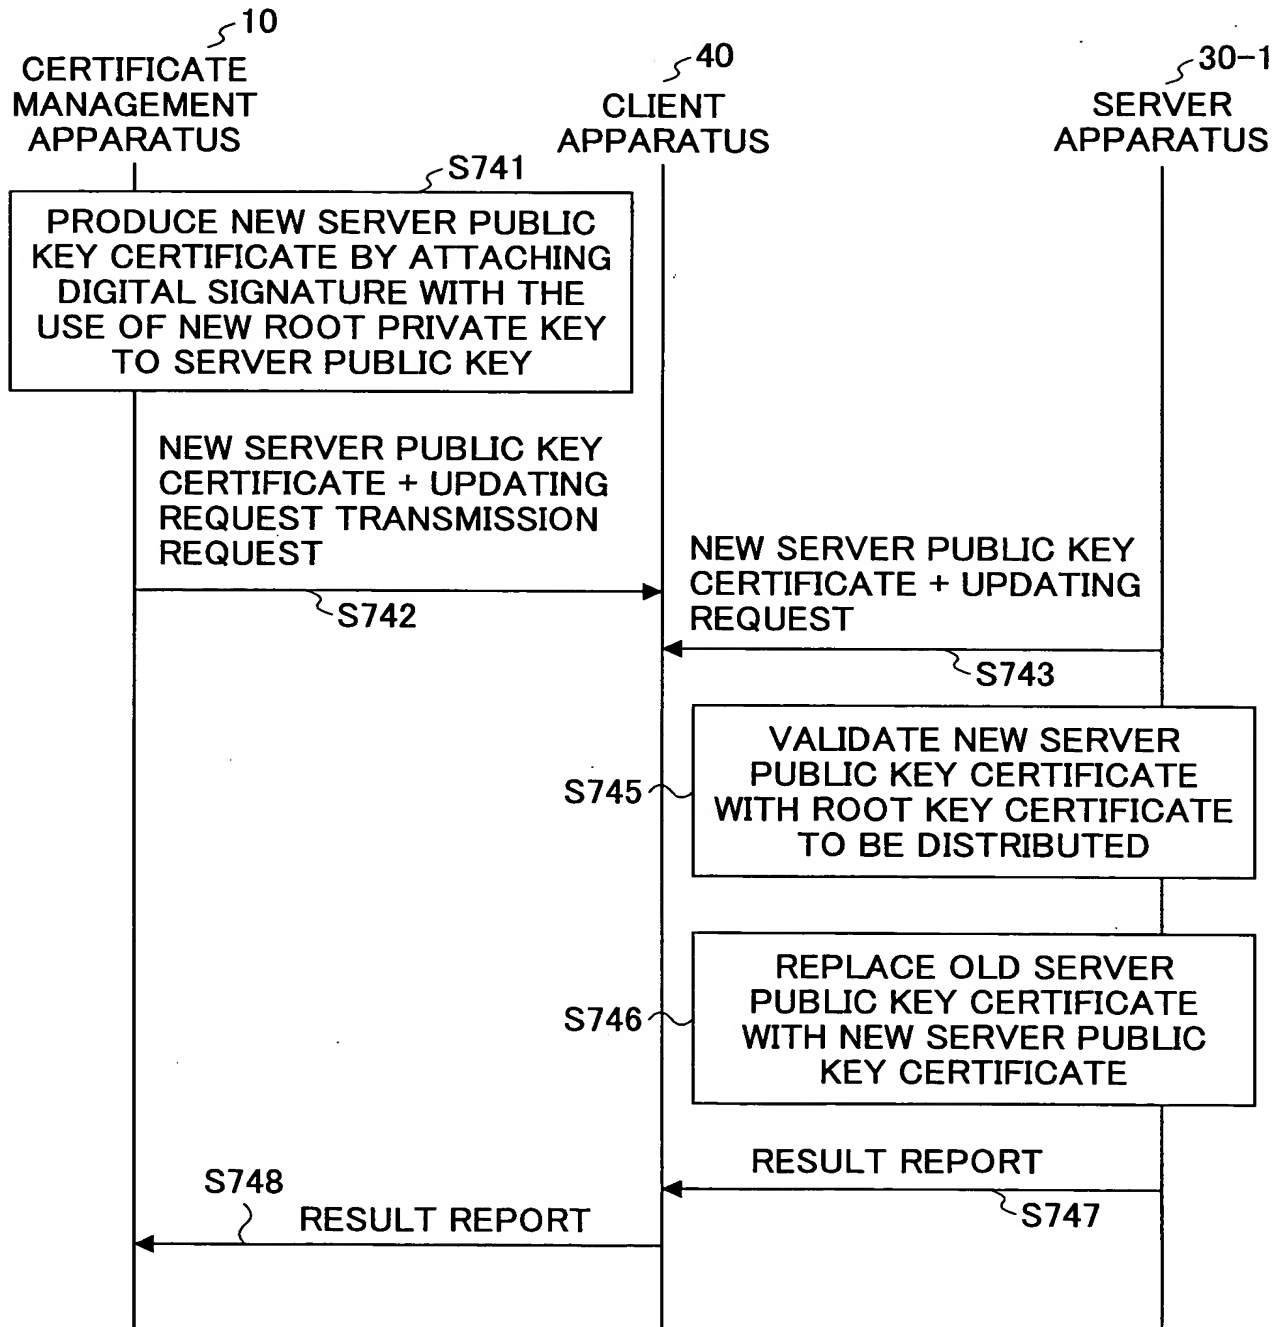 10
CERTIFICATE
MANAGEMENT
APPARATUS
40
CLIENT
APPARATUS
30-1
SERVER
APPARATUS
S741
PRODUCE NEW SERVER PUBLIC
KEY CERTIFICATE BY ATTACHING
DIGITAL SIGNATURE WITH THE
USE OF NEW ROOT PRIVATE KEY
TO SERVER PUBLIC KEY
NEW SERVER PUBLIC KEY
CERTIFICATE + UPDATING
REQUEST TRANSMISSION
REQUEST
S742
NEW SERVER PUBLIC KEY
CERTIFICATE + UPDATING
REQUEST
S743
S745
VALIDATE NEW SERVER
PUBLIC KEY CERTIFICATE
WITH ROOT KEY CERTIFICATE
TO BE DISTRIBUTED
S746
REPLACE OLD SERVER
PUBLIC KEY CERTIFICATE
WITH NEW SERVER PUBLIC
KEY CERTIFICATE
RESULT REPORT
S747
S748
RESULT REPORT